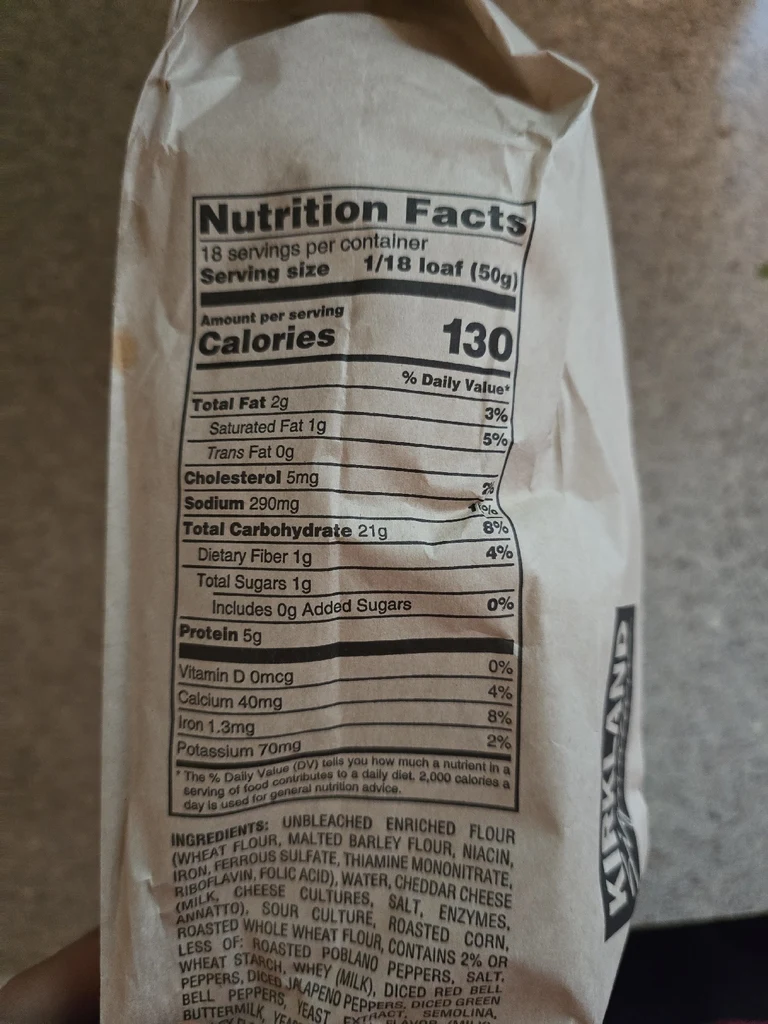 Nutrition Facts
18 servings per container
Serving size 1/18 loaf (50g)
Amount per serving
Calories 130
% Daily Value*
Total Fat 2g 3%
Saturated Fat 1g 5%
Trans Fat 0g
Cholesterol 5mg 2%
Sodium 290mg
Total Carbohydrate 21g 8%
Dietary Fiber 1g 4%
Total Sugars 1g
Includes 0g Added Sugars 0%
Protein 5g
Vitamin D 0mcg 0%
Calcium 40mg 4%
Iron 1.3mg 8%
Potassium 70mg 2%
* The % Daily Value (DV) tells you how much a nutrient in a
serving of food contributes to a daily diet. 2,000 calories a
day is used for general nutrition advice.
INGREDIENTS: UNBLEACHED ENRICHED FLOUR
(WHEAT FLOUR, MALTED BARLEY FLOUR, NIACIN,
IRON, FERROUS SULFATE, THIAMINE MONONITRATE,
RIBOFLAVIN, FOLIC ACID), WATER, CHEDDAR CHEESE
(MILK, CHEESE CULTURES, SALT, ENZYMES,
ANNATTO), SOUR CULTURE, ROASTED CORN,
ROASTED WHOLE WHEAT FLOUR, CONTAINS 2% OR
LESS OF: ROASTED POBLANO PEPPERS, SALT,
WHEAT STARCH, WHEY (MILK), DICED RED BELL
PEPPERS, DICED JALAPENO PEPPERS, DICED GREEN
BELL PEPPERS, YEAST EXTRACT, SEMOLINA,
BUTTERMILK,
KIRKLAND